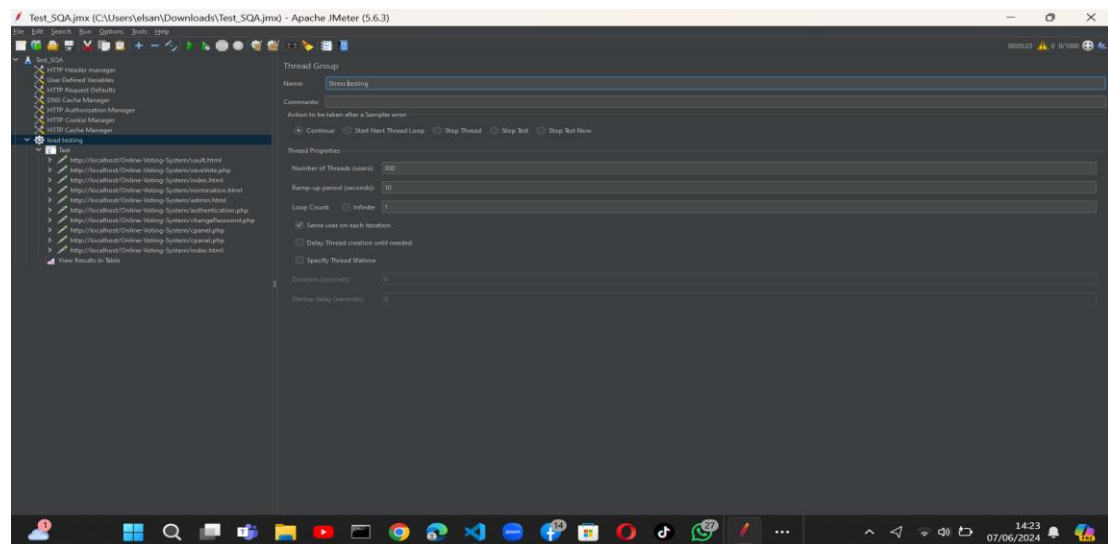 Test_SQA.jmx (C:\Users\elsan\Downloads\Test_SQA.jmx) - Apache JMeter (5.6.3)
File Edit Search Run Options Tools Help
00:05:23 0 0/1000
Test_SQA
HTTP Header manager
User Defined Variables
HTTP Request Defaults
DNS Cache Manager
HTTP Authorization Manager
HTTP Cookie Manager
HTTP Cache Manager
load testing
Test
http://localhost/Online-Voting-System/vault.html
http://localhost/Online-Voting-System/saveVote.php
http://localhost/Online-Voting-System/index.html
http://localhost/Online-Voting-System/nomination.html
http://localhost/Online-Voting-System/admin.html
http://localhost/Online-Voting-System/authentication.php
http://localhost/Online-Voting-System/changePassword.php
http://localhost/Online-Voting-System/cpanel.php
http://localhost/Online-Voting-System/cpanel.php
http://localhost/Online-Voting-System/index.html
View Results in Table
Thread Group
Name: Stress testing
Comments:
Action to be taken after a Sampler error
Continue Start Next Thread Loop Stop Thread Stop Test Stop Test Now
Thread Properties
Number of Threads (users): 300
Ramp-up period (seconds): 10
Loop Count: Infinite 1
Same user on each iteration
Delay Thread creation until needed
Specify Thread lifetime
Duration (seconds): 0
Startup delay (seconds): 0
1
14
27
14:23
07/06/2024
PRE